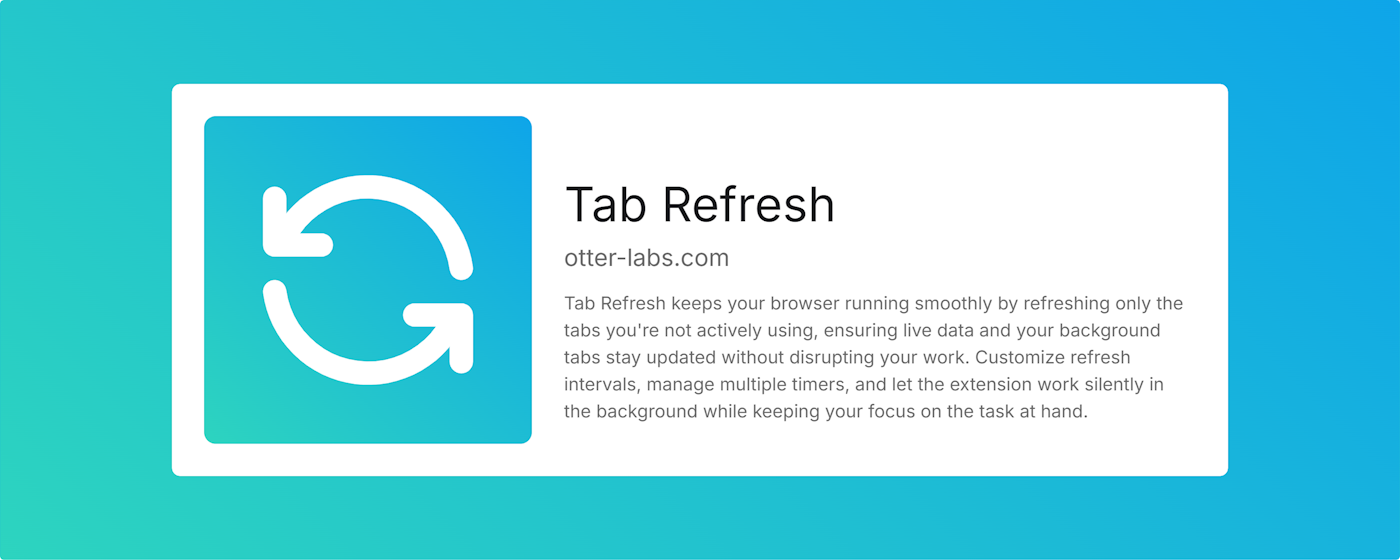 Tab Refresh
otter-labs.com
Tab Refresh keeps your browser running smoothly by refreshing only the
tabs you're not actively using, ensuring live data and your background
tabs stay updated without disrupting your work. Customize refresh
intervals, manage multiple timers, and let the extension work silently in
the background while keeping your focus on the task at hand.